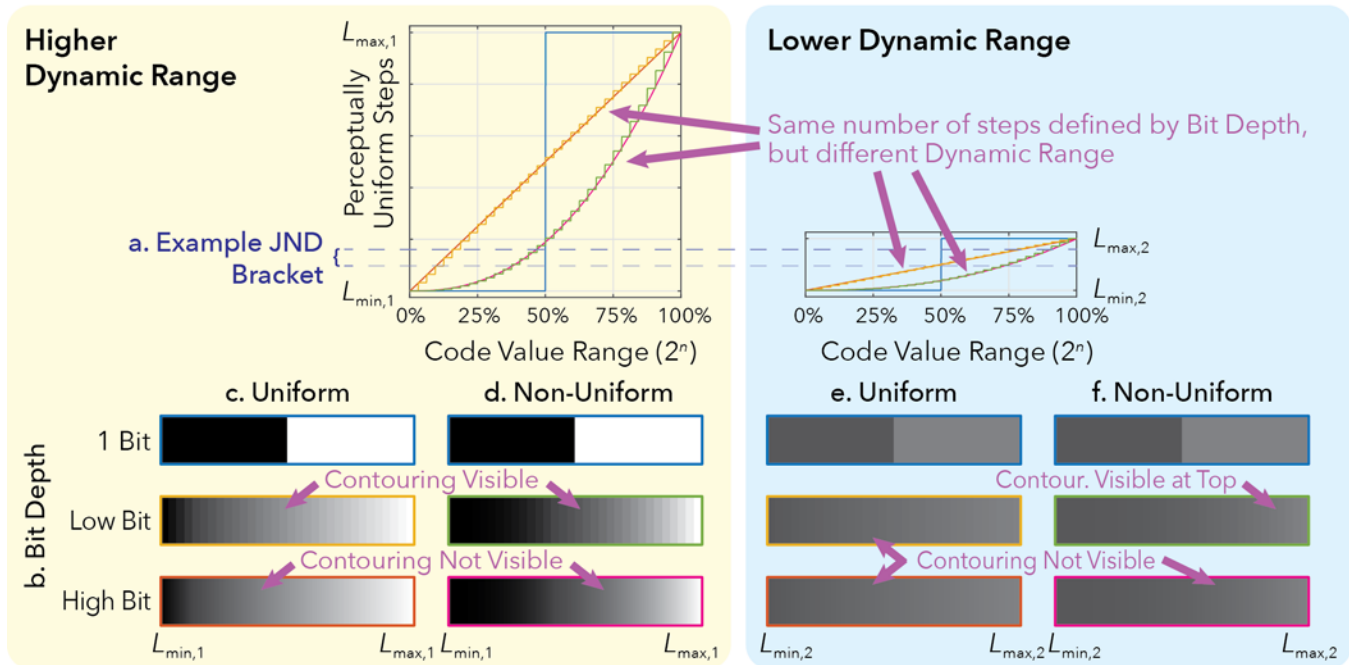 Higher
Dynamic Range
Lmax,1
Perceptually
Uniform Steps
a. Example JND
Bracket
{
Lmin,1
0% 25% 50% 75% 100%
Code Value Range (2ⁿ)
Lower Dynamic Range
Same number of steps defined by Bit Depth,
but different Dynamic Range
Lmax,2
Lmin,2
0% 25% 50% 75% 100%
Code Value Range (2ⁿ)
c. Uniform
d. Non-Uniform
e. Uniform
f. Non-Uniform
b. Bit Depth
1 Bit
Contouring Visible
Contour. Visible at Top
Low Bit
Contouring Not Visible
Contouring Not Visible
High Bit
Lmin,1 Lmax,1 Lmin,1 Lmax,1
Lmin,2 Lmax,2 Lmin,2 Lmax,2